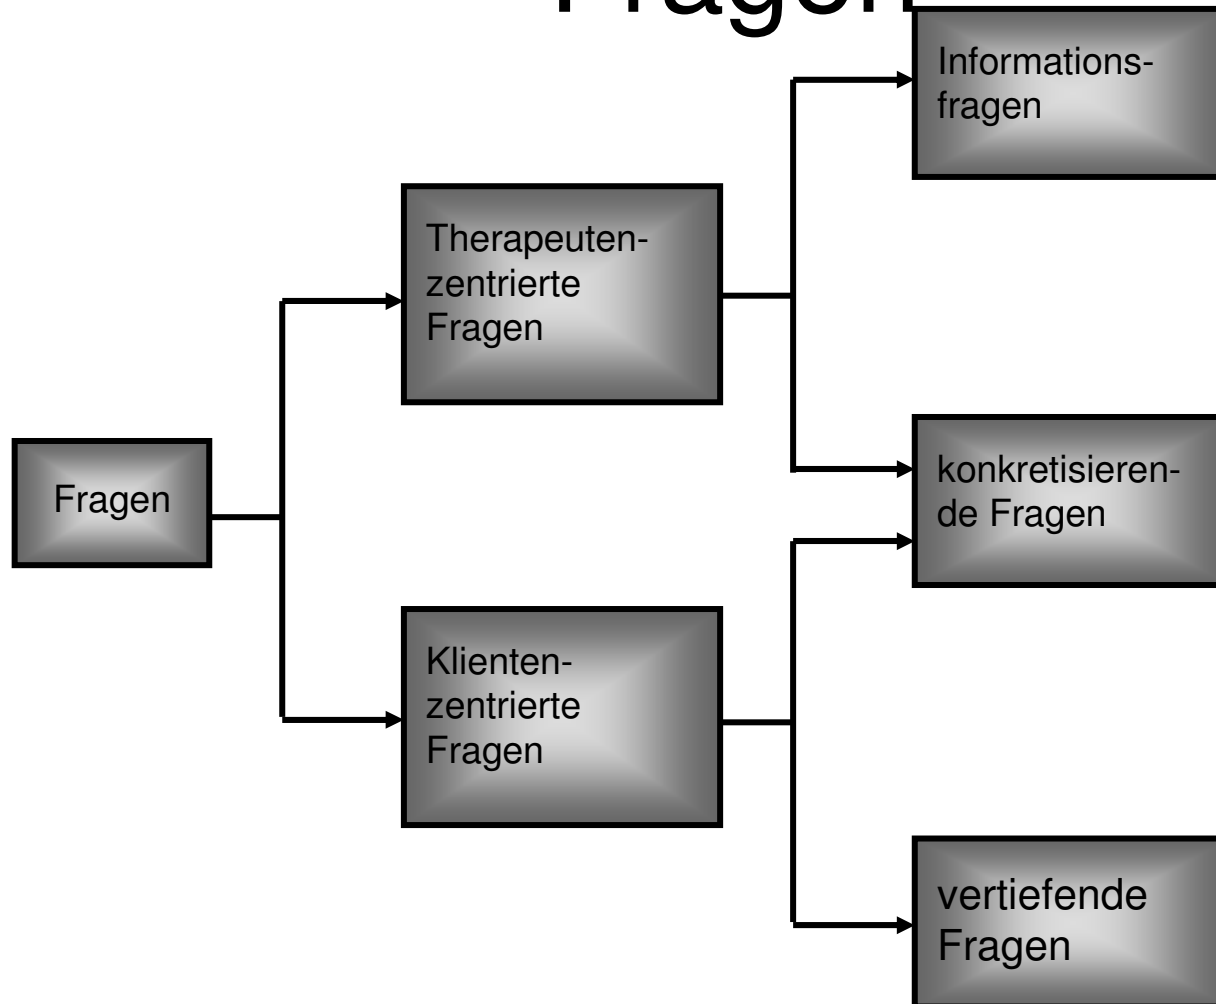 Fragen
Informations-
fragen
Therapeuten-
zentrierte
Fragen
konkretisieren-
de Fragen
Fragen
Klienten-
zentrierte
Fragen
vertiefende
Fragen